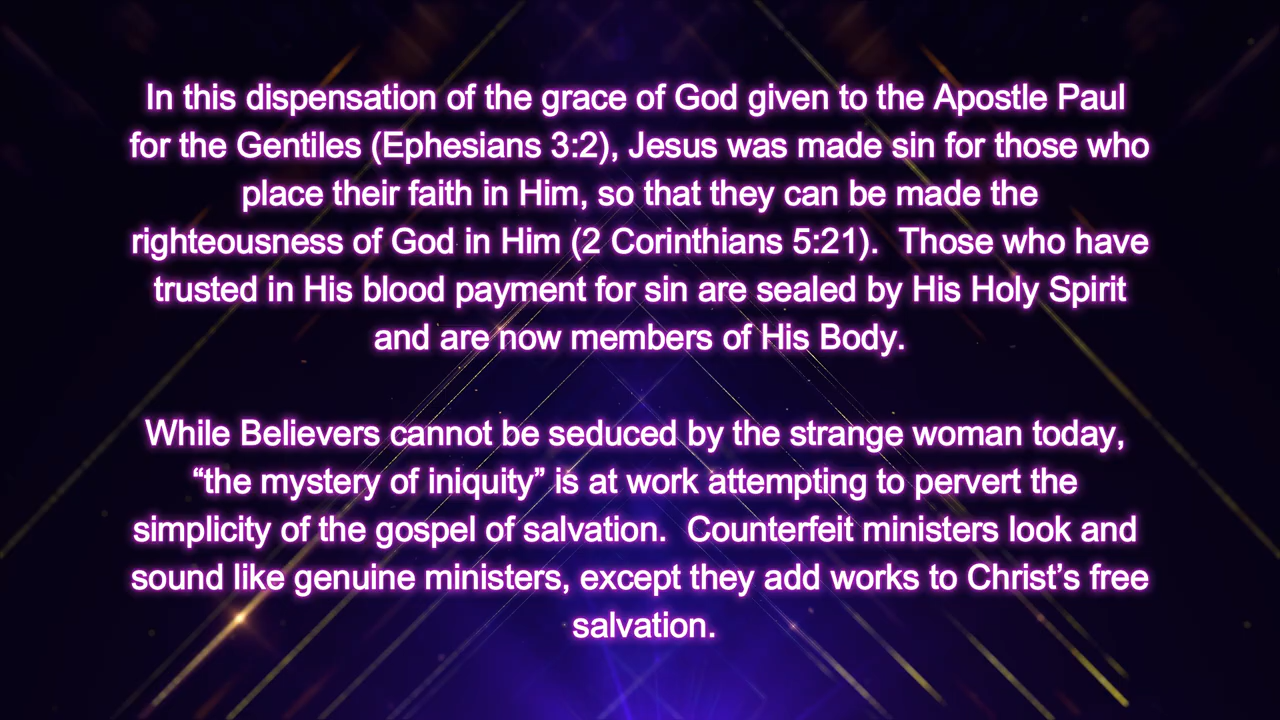 In this dispensation of the grace of God given to the Apostle Paul
for the Gentiles (Ephesians 3:2), Jesus was made sin for those who
place their faith in Him, so that they can be made the
righteousness of God in Him (2 Corinthians 5:21).  Those who have
trusted in His blood payment for sin are sealed by His Holy Spirit
and are now members of His Body.
While Believers cannot be seduced by the strange woman today,
“the mystery of iniquity” is at work attempting to pervert the
simplicity of the gospel of salvation.  Counterfeit ministers look and
sound like genuine ministers, except they add works to Christ’s free
salvation.